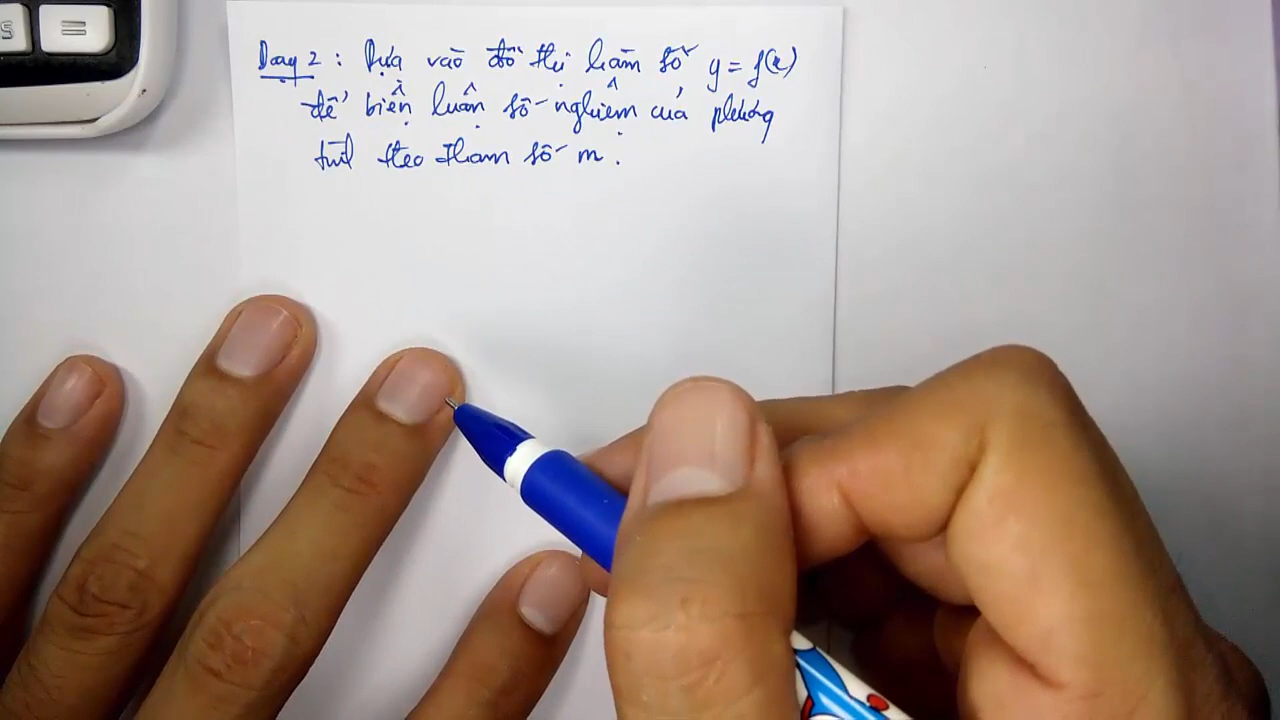 S =
Dạng 2 : Dựa vào đồ thị hàm số y = f(x)
để biện luận số nghiệm của phương
trình theo tham số m .